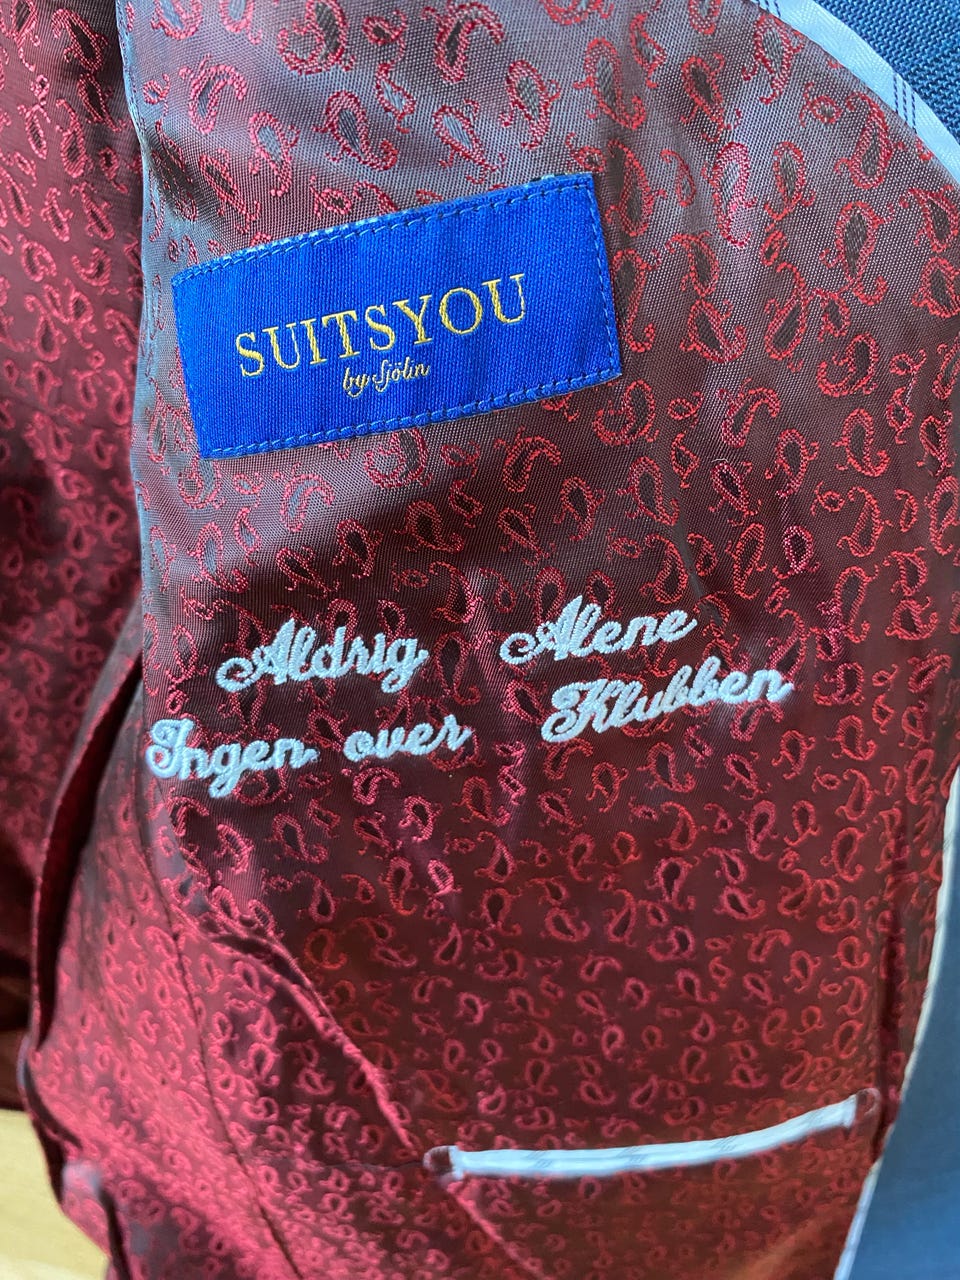 SUITSYOU
by Sjölin
Aldrig Alene
Ingen over Klubben